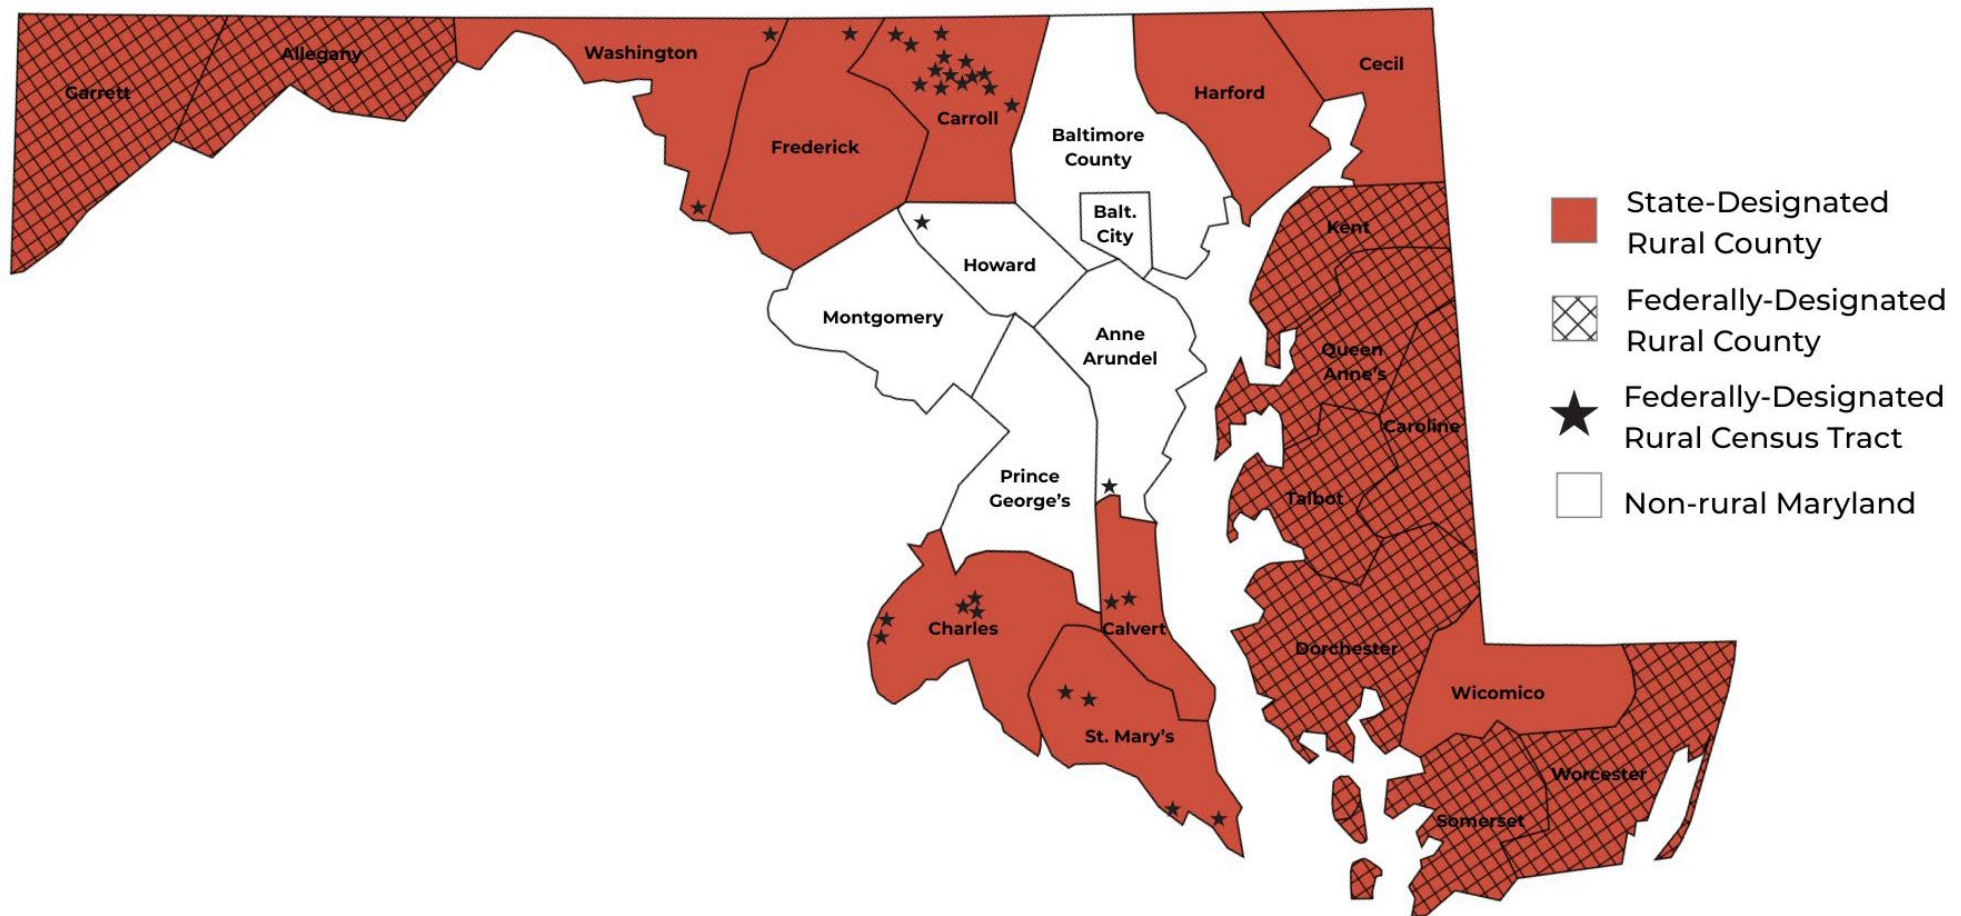 Garrett
Allegany
Washington
Frederick
Carroll
Baltimore
County
Balt.
City
Harford
Cecil
Howard
Montgomery
Anne
Arundel
Prince
George's
Charles
Calvert
St. Mary's
Kent
Queen
Anne's
Caroline
Talbot
Dorchester
Wicomico
Worcester
Somerset
State-Designated
Rural County
Federally-Designated
Rural County
Federally-Designated
Rural Census Tract
Non-rural Maryland